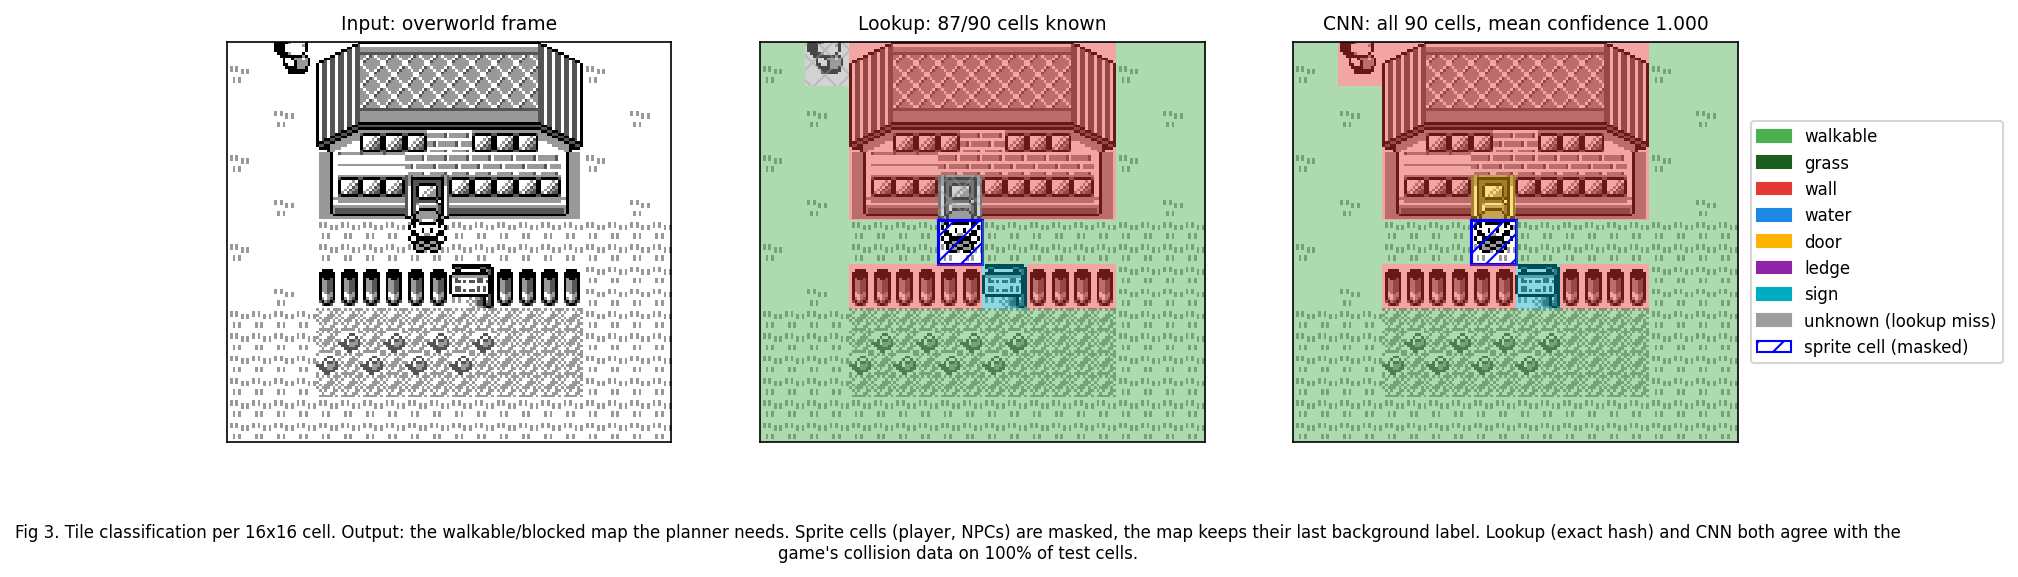 Input: overworld frame
Lookup: 87/90 cells known
CNN: all 90 cells, mean confidence 1.000
walkable
grass
wall
water
door
ledge
sign
unknown (lookup miss)
sprite cell (masked)
Fig 3. Tile classification per 16x16 cell. Output: the walkable/blocked map the planner needs. Sprite cells (player, NPCs) are masked, the map keeps their last background label. Lookup (exact hash) and CNN both agree with the
game's collision data on 100% of test cells.